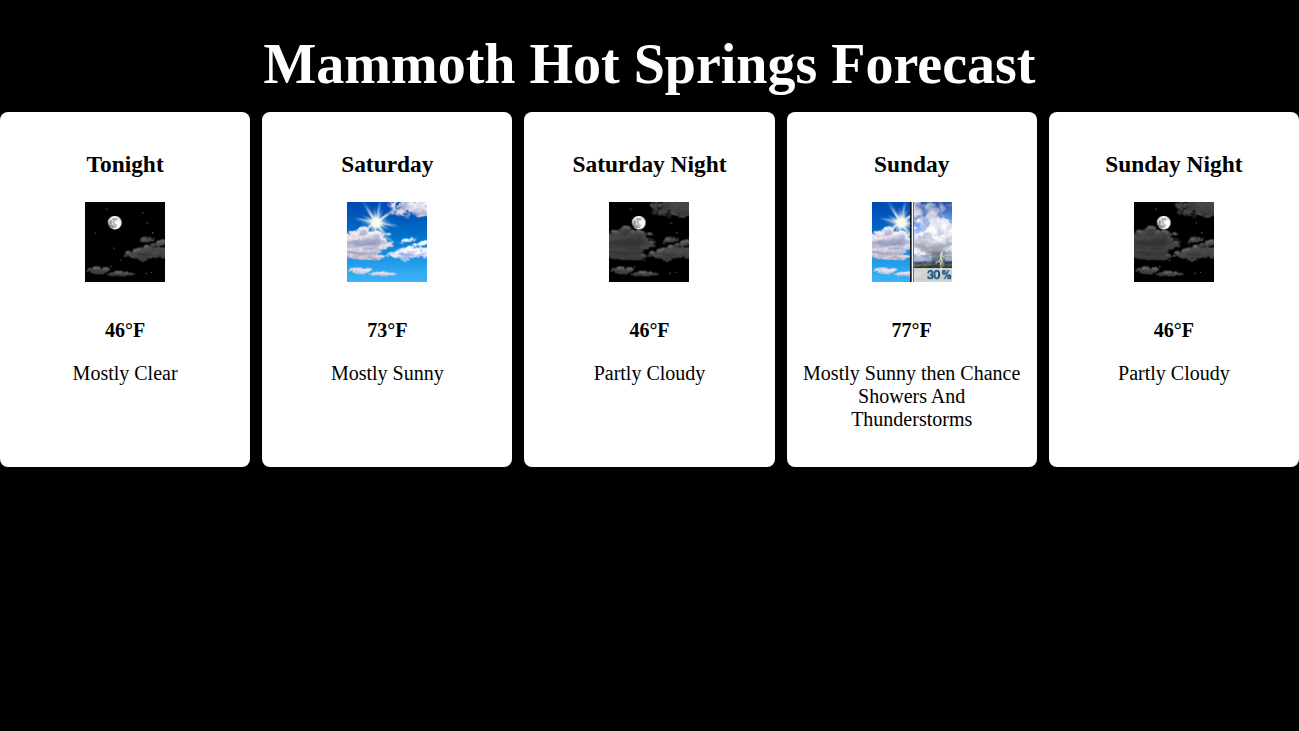 Mammoth Hot Springs Forecast
Tonight
46°F
Mostly Clear
Saturday
73°F
Mostly Sunny
Saturday Night
46°F
Partly Cloudy
Sunday
30%
77°F
Mostly Sunny then Chance
Showers And
Thunderstorms
Sunday Night
46°F
Partly Cloudy